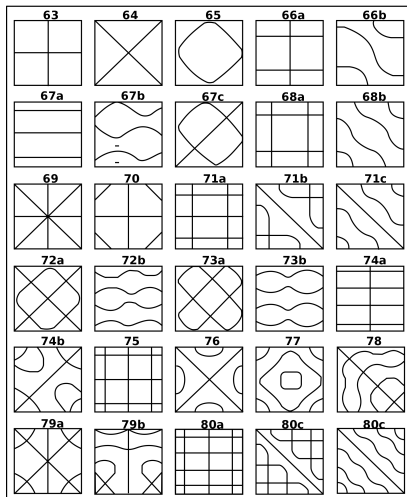 63 64 65 66a 66b
67a 67b 67c 68a 68b
69 70 71a 71b 71c
72a 72b 73a 73b 74a
74b 75 76 77 78
79a 79b 80a 80c 80c